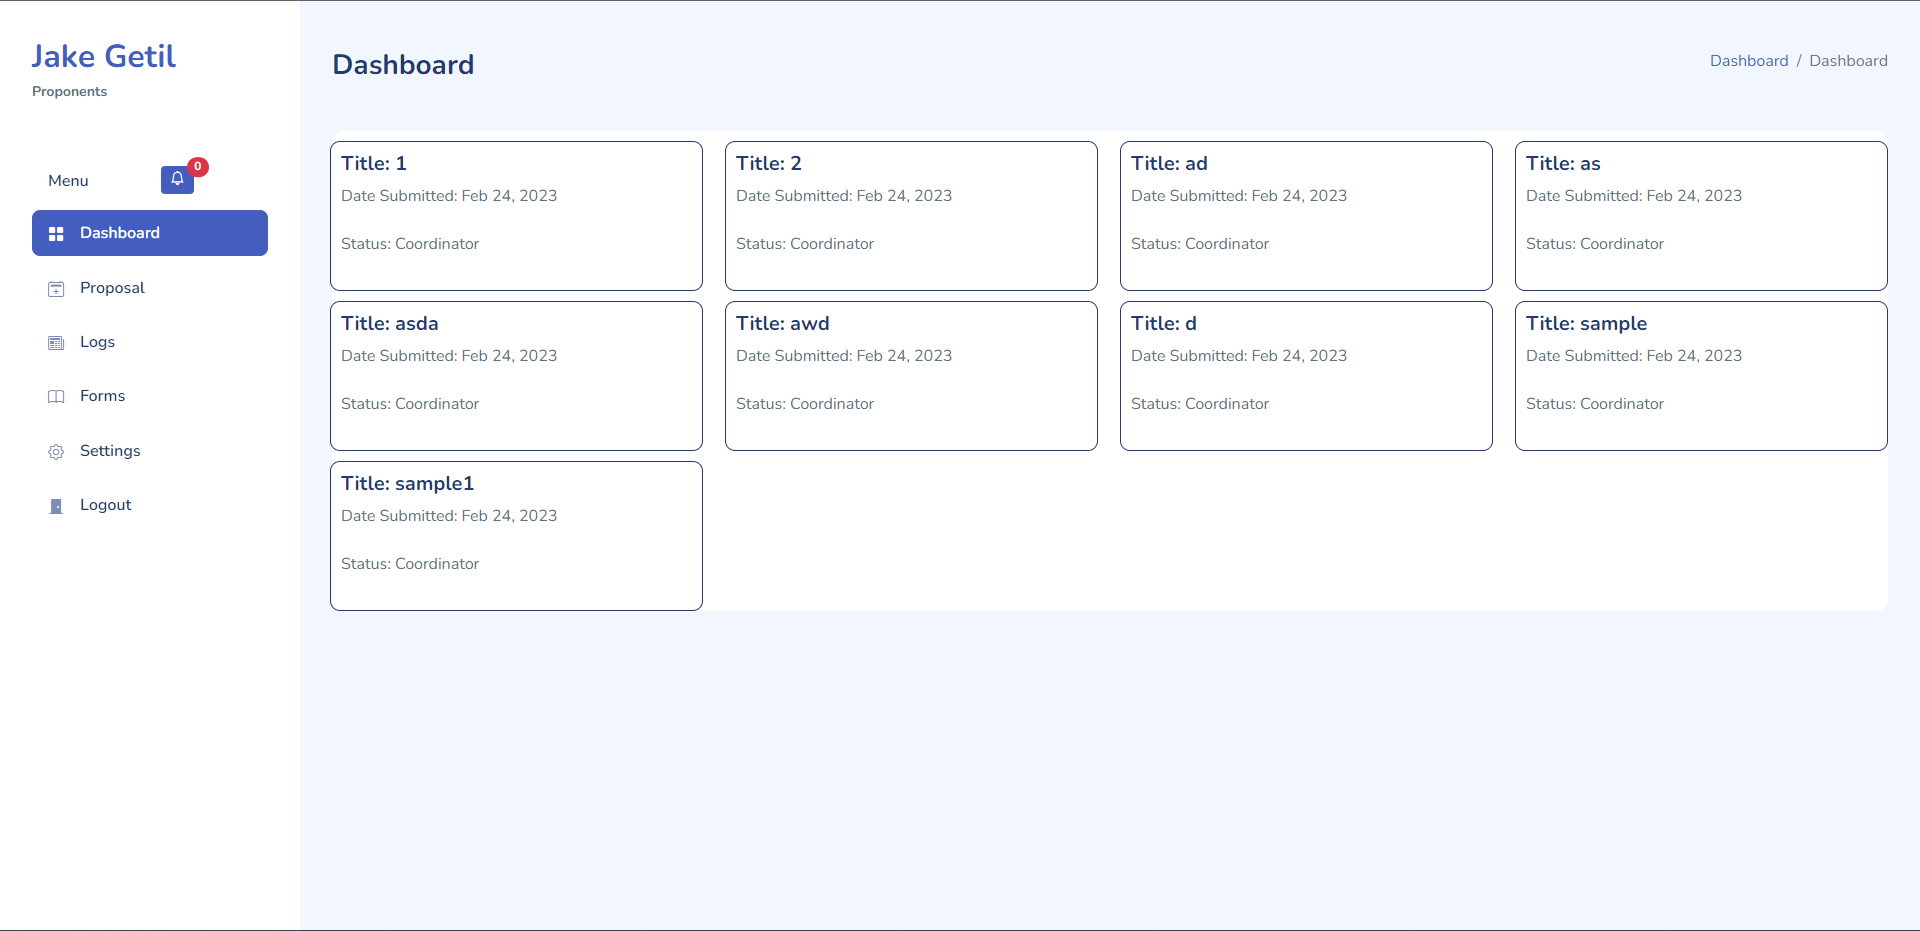 Jake Getil
Proponents
Menu
0
Dashboard
Proposal
Logs
Forms
Settings
Logout
Dashboard
Dashboard / Dashboard
Title: 1
Date Submitted: Feb 24, 2023
Status: Coordinator
Title: 2
Date Submitted: Feb 24, 2023
Status: Coordinator
Title: ad
Date Submitted: Feb 24, 2023
Status: Coordinator
Title: as
Date Submitted: Feb 24, 2023
Status: Coordinator
Title: asda
Date Submitted: Feb 24, 2023
Status: Coordinator
Title: awd
Date Submitted: Feb 24, 2023
Status: Coordinator
Title: d
Date Submitted: Feb 24, 2023
Status: Coordinator
Title: sample
Date Submitted: Feb 24, 2023
Status: Coordinator
Title: sample1
Date Submitted: Feb 24, 2023
Status: Coordinator